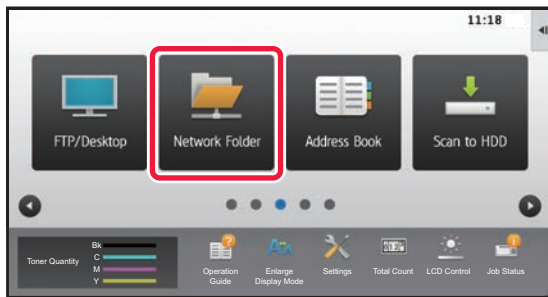 11:18
FTP/Desktop
Network Folder
Address Book
Scan to HDD
Toner Quantity
Bk
C
M
Y
Operation
Guide
Enlarge
Display Mode
Settings
Total Count
LCD Control
Job Status